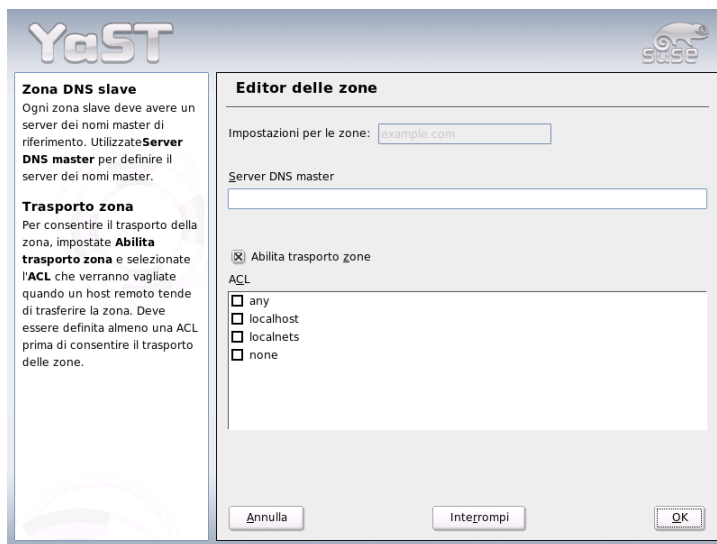 YaST
SUSE
Zona DNS slave
Ogni zona slave deve avere un
server dei nomi master di
riferimento. UtilizzateServer
DNS master per definire il
server dei nomi master.
Trasporto zona
Per consentire il trasporto della
zona, impostate Abilita
trasporto zona e selezionate
l'ACL che verranno vagliate
quando un host remoto tende
di trasferire la zona. Deve
essere definita almeno una ACL
prima di consentire il trasporto
delle zone.
Editor delle zone
Impostazioni per le zone: example.com
Server DNS master
Abilita trasporto zone
ACL
any
localhost
localnets
none
Annulla
Interrompi
OK